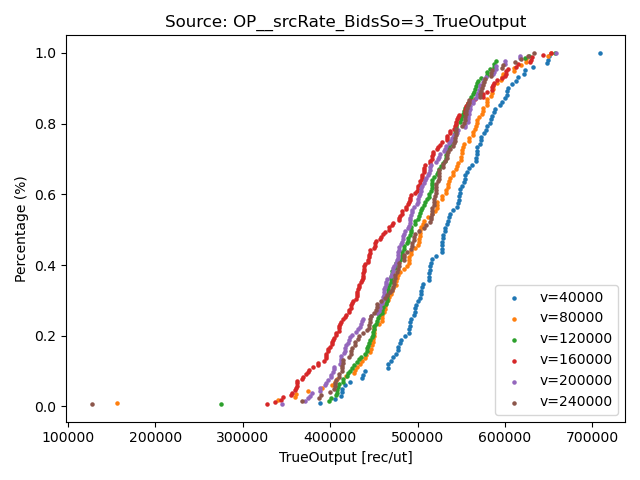 Source: OP__srcRate_BidsSo=3_TrueOutput
Percentage (%)
1.0
0.8
0.6
0.4
0.2
0.0
v=40000
v=80000
v=120000
v=160000
v=200000
v=240000
100000 200000 300000 400000 500000 600000 700000
TrueOutput [rec/ut]